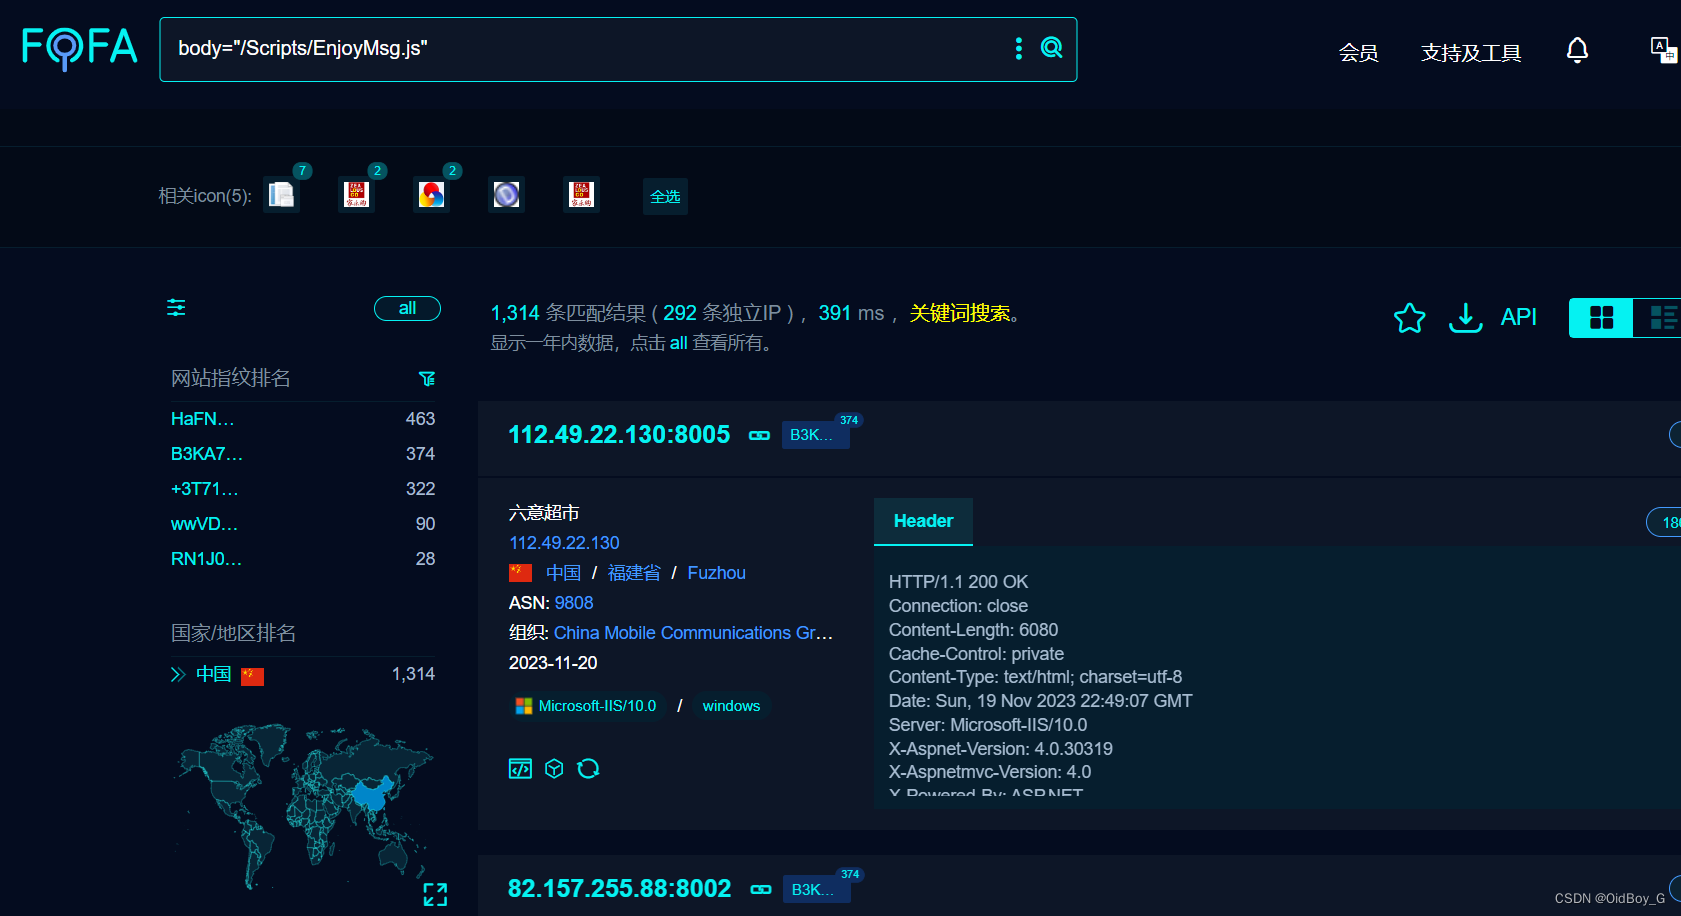 FOFA
body="/Scripts/EnjoyMsg.js"
会员
支持及工具
A
中
相关icon(5):
7
2
2
全选
all
1,314 条匹配结果 ( 292 条独立IP ) ， 391 ms ， 关键词搜索。
显示一年内数据，点击 all 查看所有。
API
网站指纹排名
HaFN... 463
B3KA7... 374
+3T71... 322
wwVD... 90
RN1J0... 28
国家/地区排名
中国 1,314
112.49.22.130:8005
B3K...
374
六意超市
112.49.22.130
中国 / 福建省 / Fuzhou
ASN: 9808
组织: China Mobile Communications Gr...
2023-11-20
Microsoft-IIS/10.0 / windows
Header
HTTP/1.1 200 OK
Connection: close
Content-Length: 6080
Cache-Control: private
Content-Type: text/html; charset=utf-8
Date: Sun, 19 Nov 2023 22:49:07 GMT
Server: Microsoft-IIS/10.0
X-Aspnet-Version: 4.0.30319
X-Aspnetmvc-Version: 4.0
X-Powered-By: ASP.NET
82.157.255.88:8002
B3K...
374
CSDN @OidBoy_G